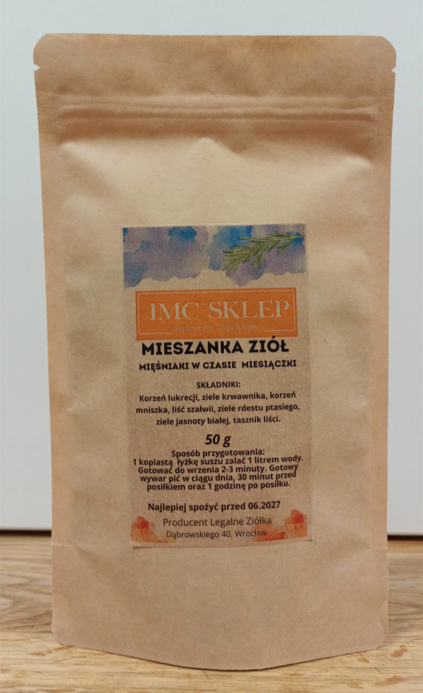 IMC SKLEP
MIESZANKA ZIÓŁ
MIĘŚNIAKI W CZASIE MIESIĄCZKI
SKŁADNIKI:
Korzeń lukrecji, ziele krwawnika, korzeń
mniszka, liść szałwii, ziele rdestu ptasiego,
ziele jasnoty białej, tasznik liści.
50 g
Sposób przygotowania:
1 kopiastą łyżkę suszu zalać 1 litrem wody.
Gotować do wrzenia 2-3 minuty. Gotowy
wywar pić w ciągu dnia, 30 minut przed
posiłkiem oraz 1 godzinę po posiłku.
Najlepiej spożyć przed 06.2027
Producent Legalne Ziółka
Dąbrowskiego 40, Wrocław